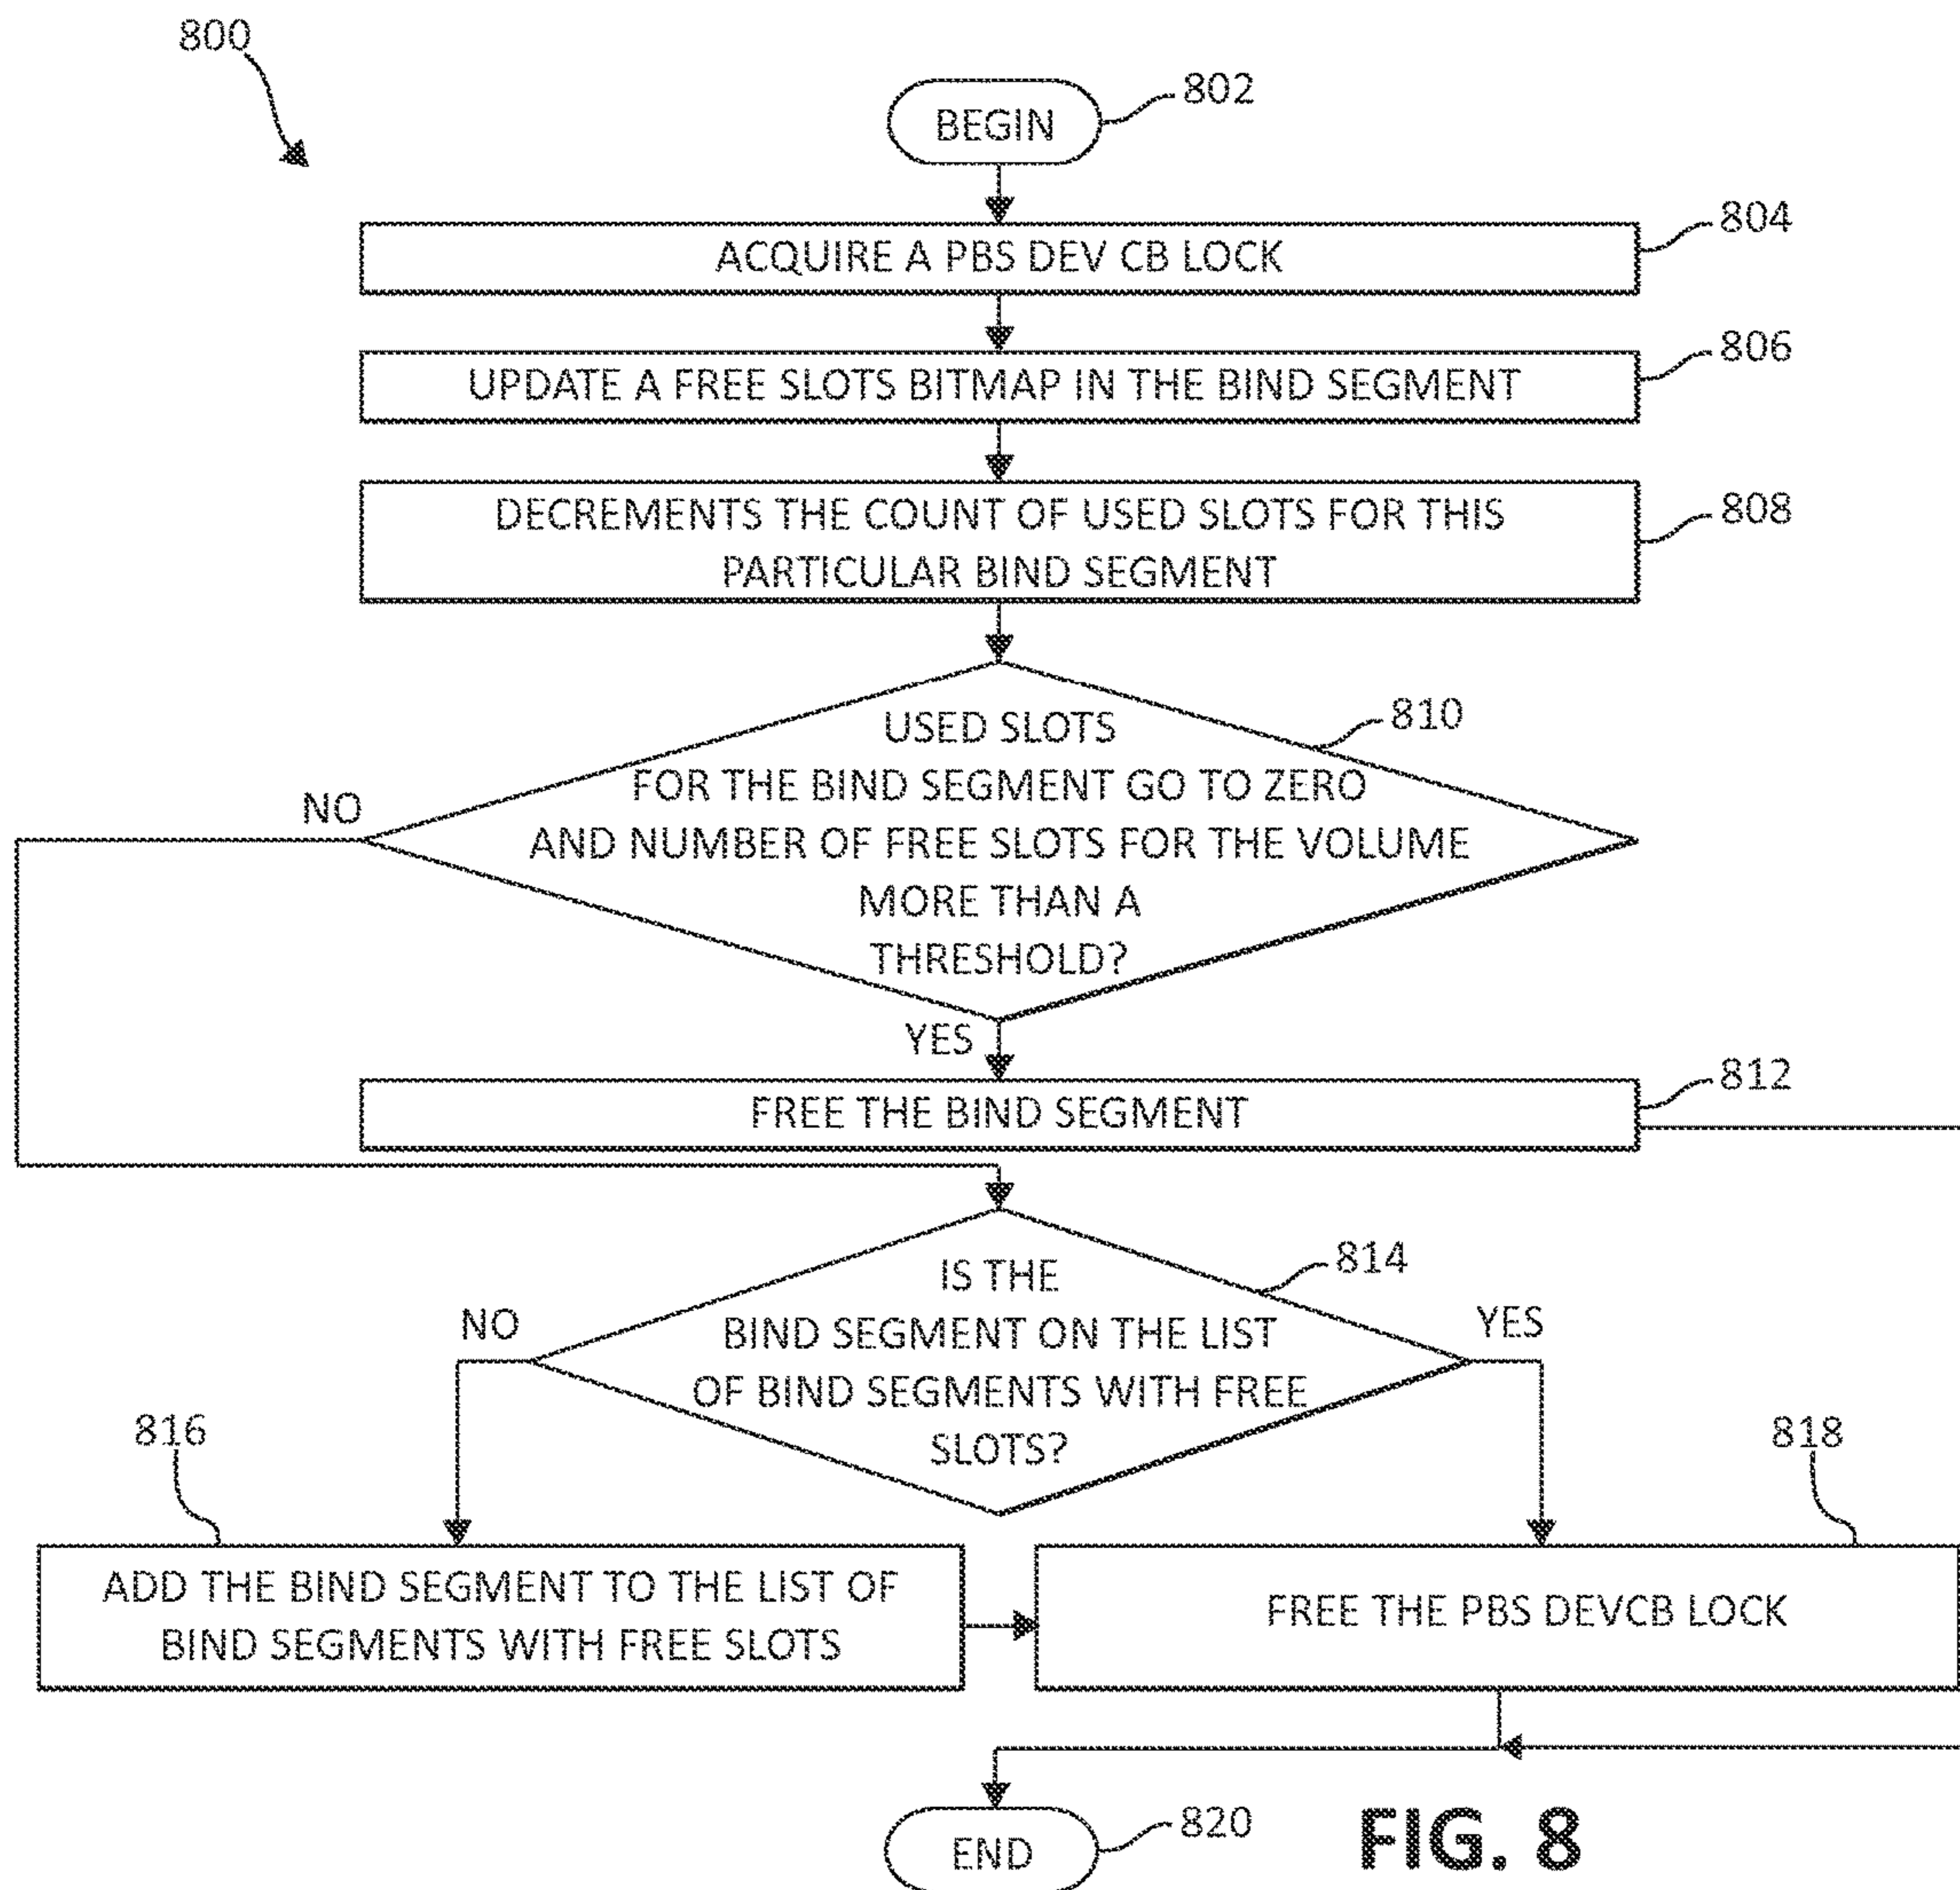 800
BEGIN
802
804
ACQUIRE A PBS DEV CB LOCK
806
UPDATE A FREE SLOTS BITMAP IN THE BIND SEGMENT
808
DECREMENTS THE COUNT OF USED SLOTS FOR THIS
PARTICULAR BIND SEGMENT
810
USED SLOTS
FOR THE BIND SEGMENT GO TO ZERO
AND NUMBER OF FREE SLOTS FOR THE VOLUME
MORE THAN A
THRESHOLD?
NO
YES
812
FREE THE BIND SEGMENT
814
IS THE
BIND SEGMENT ON THE LIST
OF BIND SEGMENTS WITH FREE
SLOTS?
NO
YES
816
ADD THE BIND SEGMENT TO THE LIST OF
BIND SEGMENTS WITH FREE SLOTS
818
FREE THE PBS DEVCB LOCK
END
820
FIG. 8